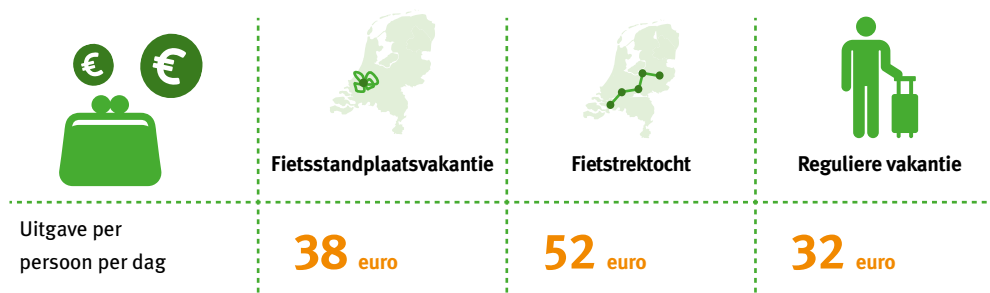 € €
Fietsstandplaatsvakantie
Fietstrektocht
Reguliere vakantie
Uitgave per
persoon per dag
38 euro
52 euro
32 euro